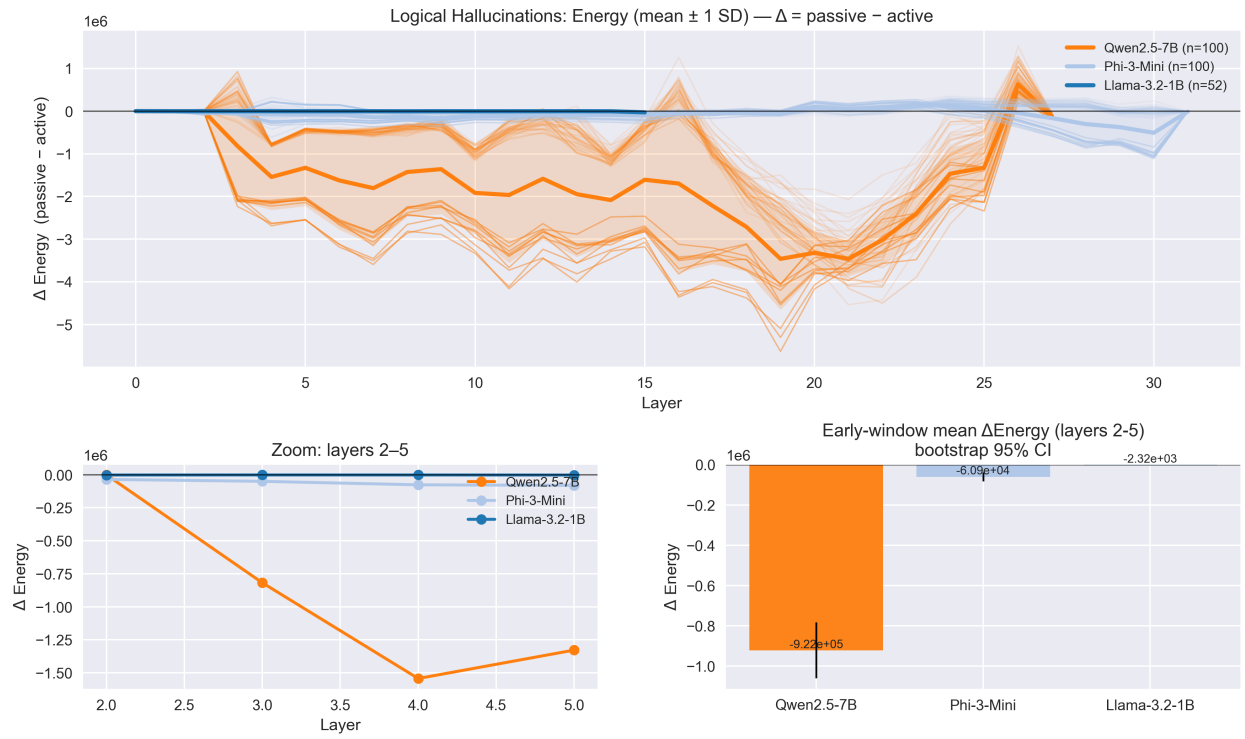 Logical Hallucinations: Energy (mean ± 1 SD) — Δ = passive − active
1e6
Qwen2.5-7B (n=100)
Phi-3-Mini (n=100)
Llama-3.2-1B (n=52)
1
0
−1
−2
−3
−4
−5
Δ Energy (passive − active)
0 5 10 15 20 25 30
Layer
Zoom: layers 2–5
1e6
0.00
−0.25
−0.50
−0.75
−1.00
−1.25
−1.50
Δ Energy
Qwen2.5-7B
Phi-3-Mini
Llama-3.2-1B
2.0 2.5 3.0 3.5 4.0 4.5 5.0
Layer
Early-window mean ΔEnergy (layers 2-5)
bootstrap 95% CI
1e6
0.0
−0.2
−0.4
−0.6
−0.8
−1.0
Δ Energy
-9.22e+05
-6.09e+04
-2.32e+03
Qwen2.5-7B Phi-3-Mini Llama-3.2-1B